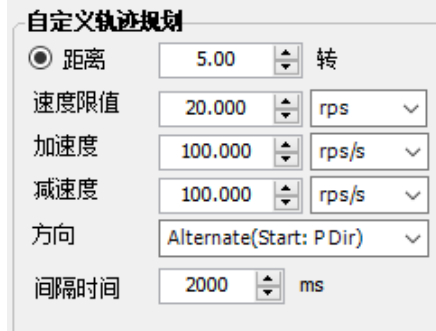 自定义轨迹规划
距离 5.00 转
速度限值 20.000 rps
加速度 100.000 rps/s
减速度 100.000 rps/s
方向 Alternate(Start: P Dir)
间隔时间 2000 ms